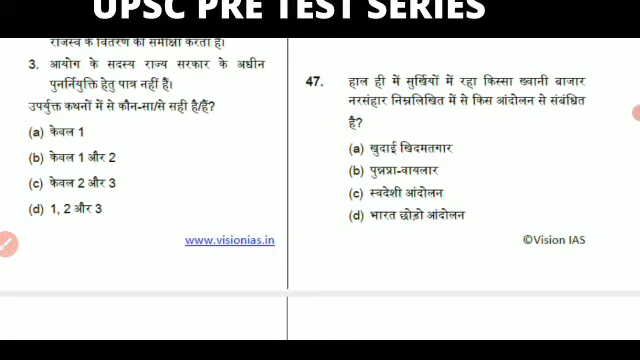 UPSC PRE TEST SERIES
राजस्व के वितरण की समीक्षा करता है।
3. आयोग के सदस्य राज्य सरकार के अधीन
पुनर्नियुक्ति हेतु पात्र नहीं हैं।
उपर्युक्त कथनों में से कौन-सा/से सही है/हैं?
(a) केवल 1
(b) केवल 1 और 2
(c) केवल 2 और 3
(d) 1, 2 और 3
www.visionias.in
47. हाल ही में सुर्खियों में रहा किस्सा ख्वानी बाजार
नरसंहार निम्नलिखित में से किस आंदोलन से संबंधित
है?
(a) खुदाई खिदमतगार
(b) पुन्नप्रा-वायलार
(c) स्वदेशी आंदोलन
(d) भारत छोड़ो आंदोलन
©Vision IAS